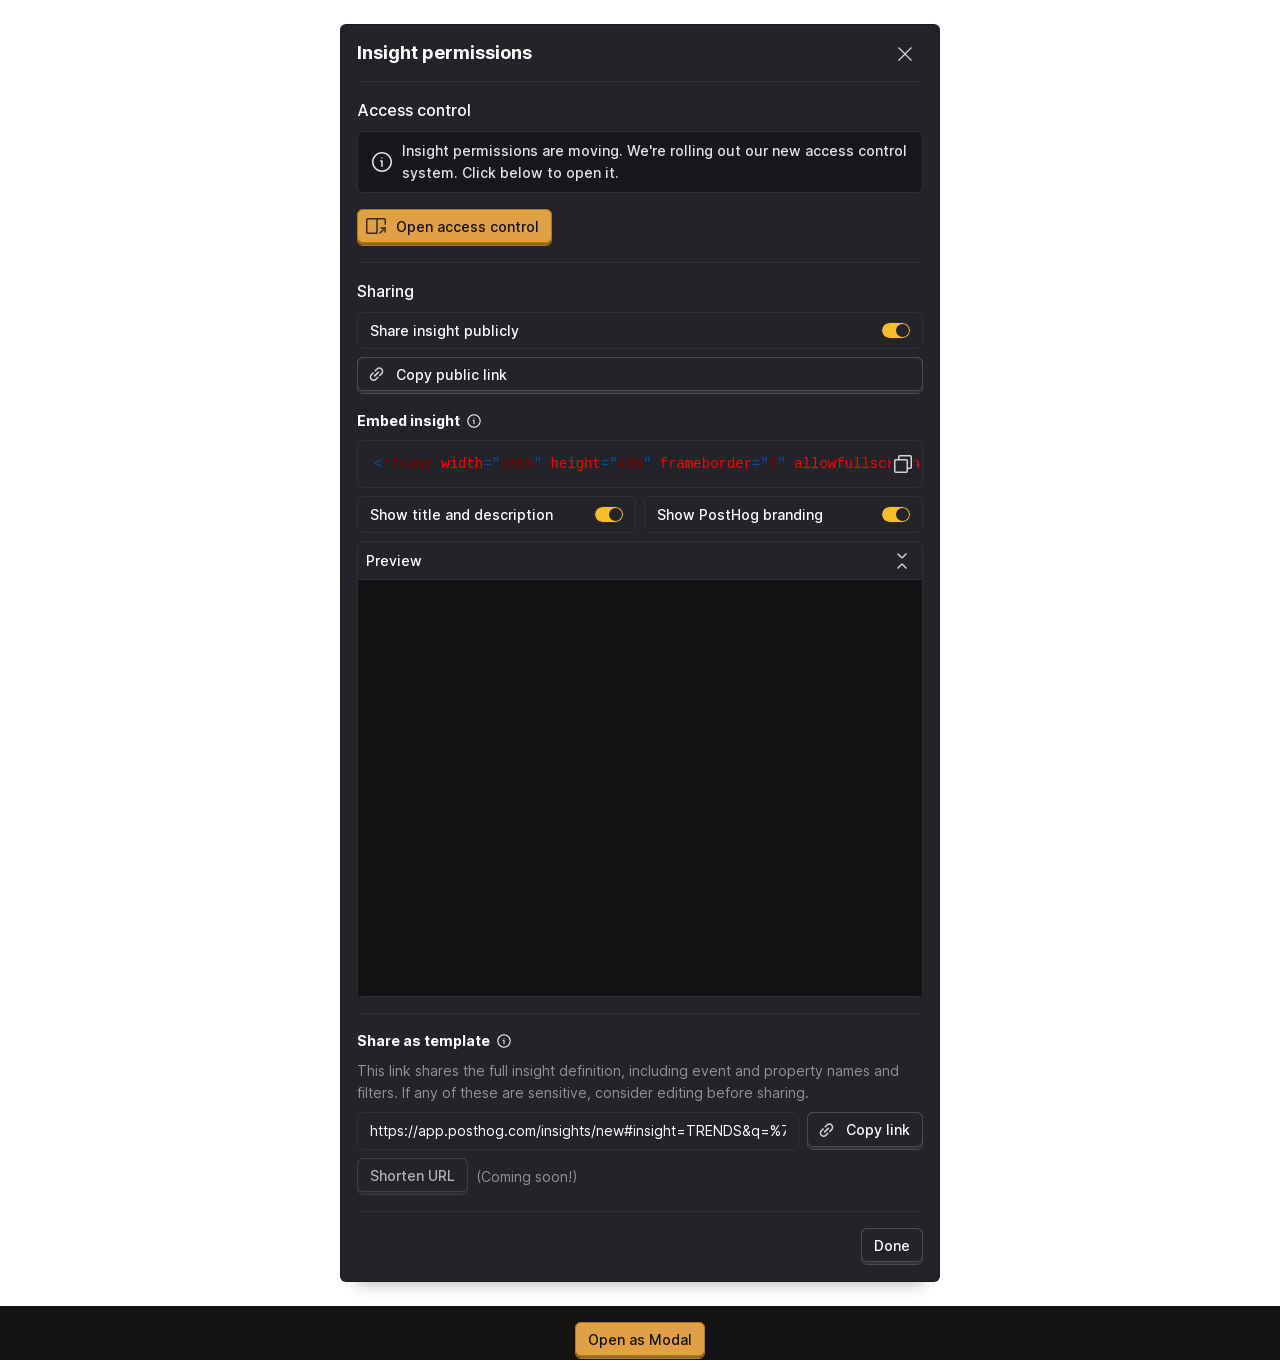 Insight permissions
Access control
Insight permissions are moving. We're rolling out our new access control
system. Click below to open it.
Open access control
Sharing
Share insight publicly
Copy public link
Embed insight
<iframe width="100%" height="400" frameborder="0" allowfullscr
Show title and description
Show PostHog branding
Preview
Share as template
This link shares the full insight definition, including event and property names and
filters. If any of these are sensitive, consider editing before sharing.
https://app.posthog.com/insights/new#insight=TRENDS&q=%7
Copy link
Shorten URL (Coming soon!)
Done
Open as Modal